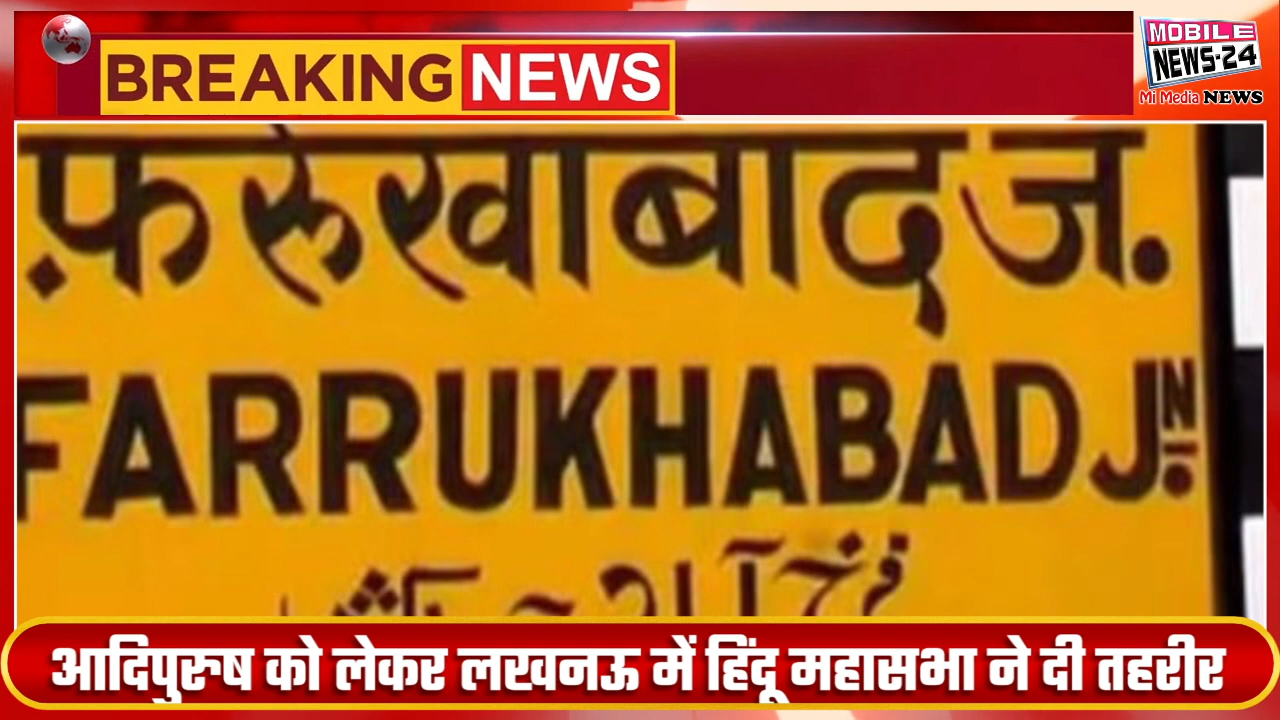 BREAKING NEWS
MOBILE
NEWS-24
Mi Media NEWS
फ़र्रूखाबाद ज.
FARRUKHABAD JN.
आदिपुरुष को लेकर लखनऊ में हिंदू महासभा ने दी तहरीर